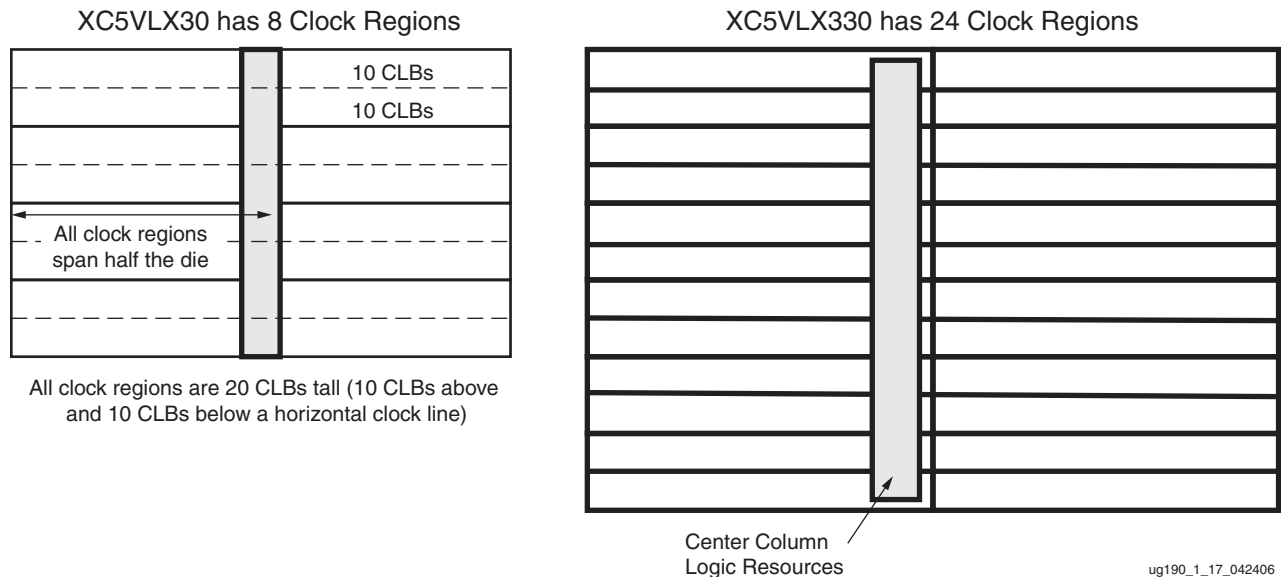 XC5VLX30 has 8 Clock Regions
10 CLBs
10 CLBs
All clock regions
span half the die
All clock regions are 20 CLBs tall (10 CLBs above
and 10 CLBs below a horizontal clock line)
XC5VLX330 has 24 Clock Regions
Center Column
Logic Resources
ug190_1_17_042406